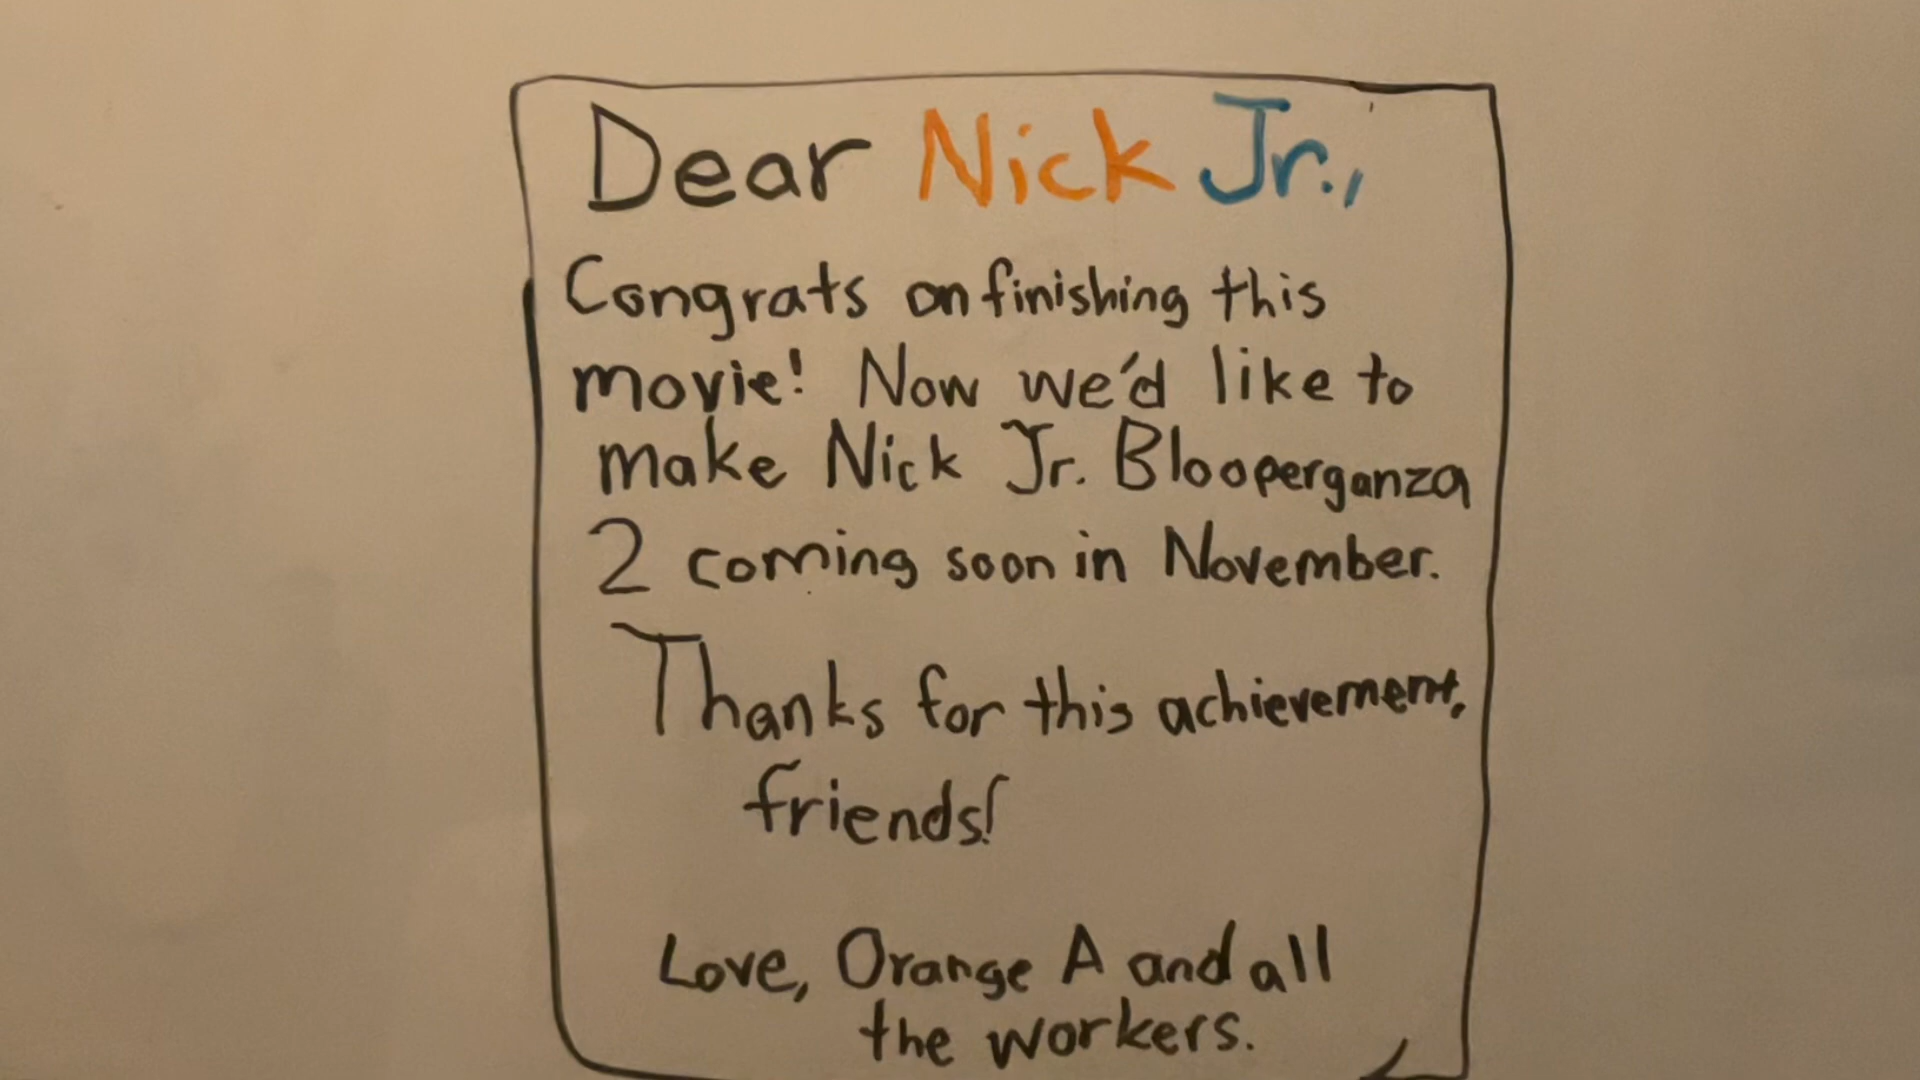 Dear Nick Jr.,
Congrats on finishing this
movie! Now we'd like to
make Nick Jr. Blooperganza
2 coming soon in November.
Thanks for this achievement,
friends!
Love, Orange A and all
the workers.